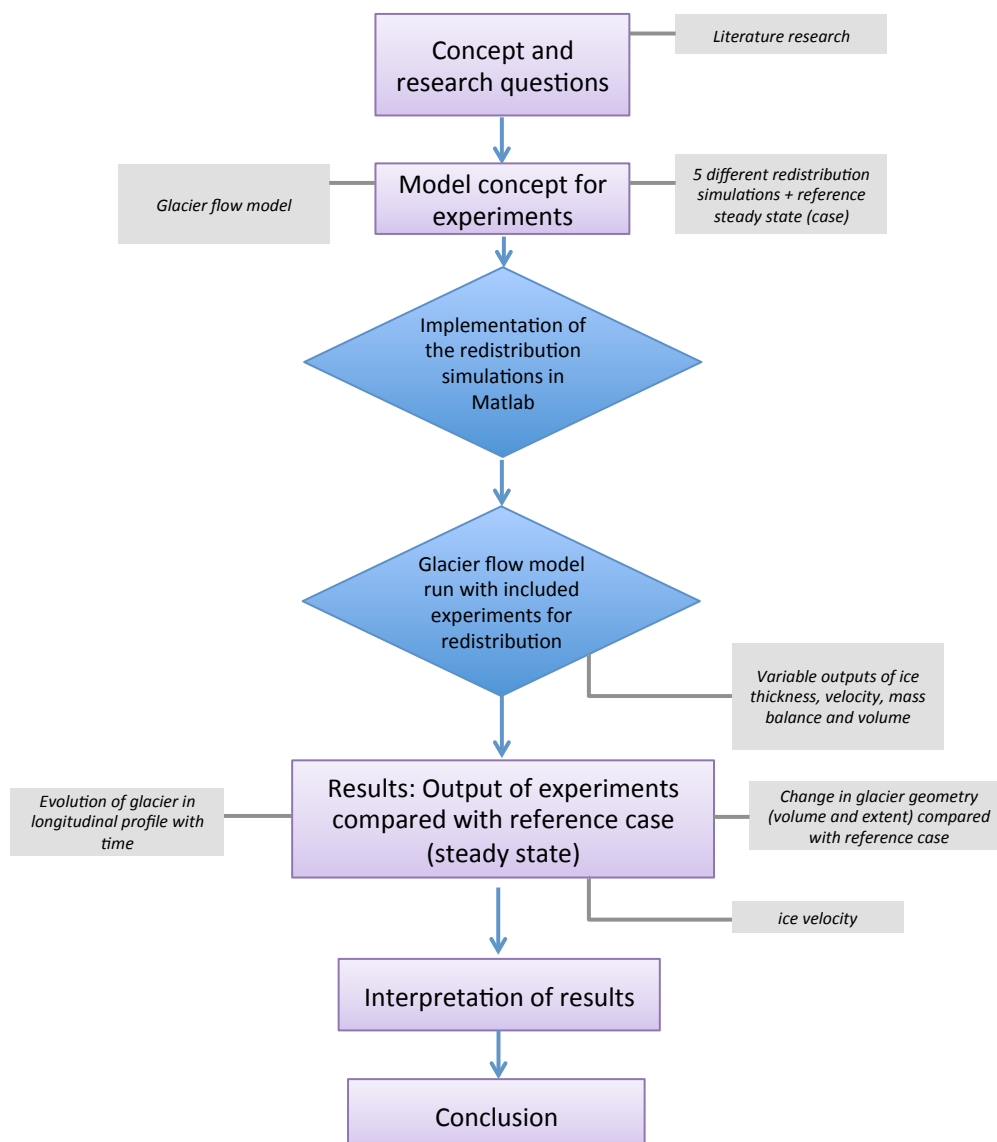 Concept and
research questions
Literature research
Glacier flow model
Model concept for
experiments
5 different redistribution
simulations + reference
steady state (case)
Implementation of
the redistribution
simulations in
Matlab
Glacier flow model
run with included
experiments for
redistribution
Variable outputs of ice
thickness, velocity, mass
balance and volume
Evolution of glacier in
longitudinal profile with
time
Results: Output of experiments
compared with reference case
(steady state)
Change in glacier geometry
(volume and extent) compared
with reference case
ice velocity
Interpretation of results
Conclusion